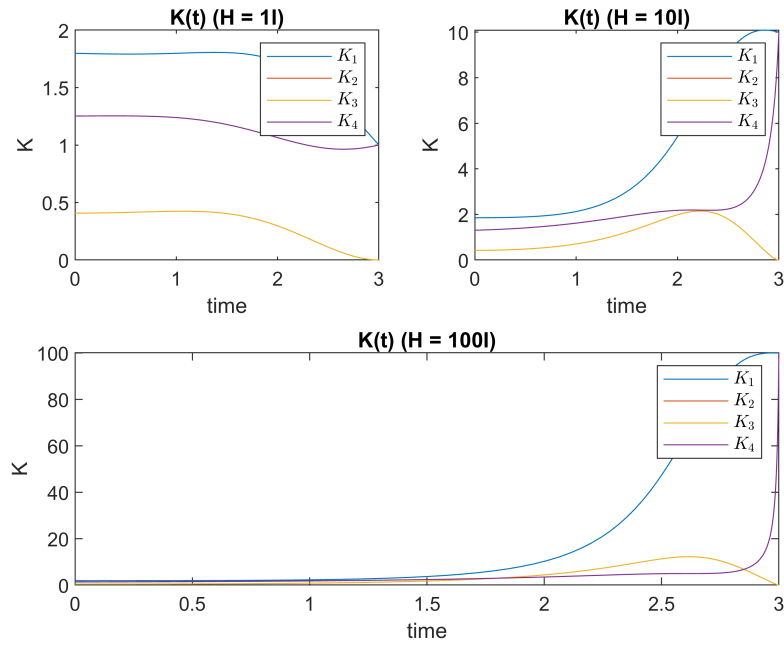 K(t) (H = 1I)
2
1.5
1
0.5
0
K
0 1 2 3
time
K₁
K₂
K₃
K₄
K(t) (H = 10I)
10
8
6
4
2
0
K
0 1 2 3
time
K₁
K₂
K₃
K₄
K(t) (H = 100I)
100
80
60
40
20
0
K
0 0.5 1 1.5 2 2.5 3
time
K₁
K₂
K₃
K₄